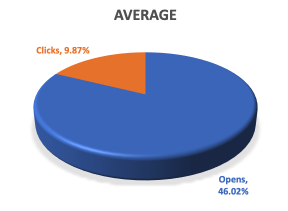 AVERAGE
Clicks, 9.87%
Opens,
46.02%